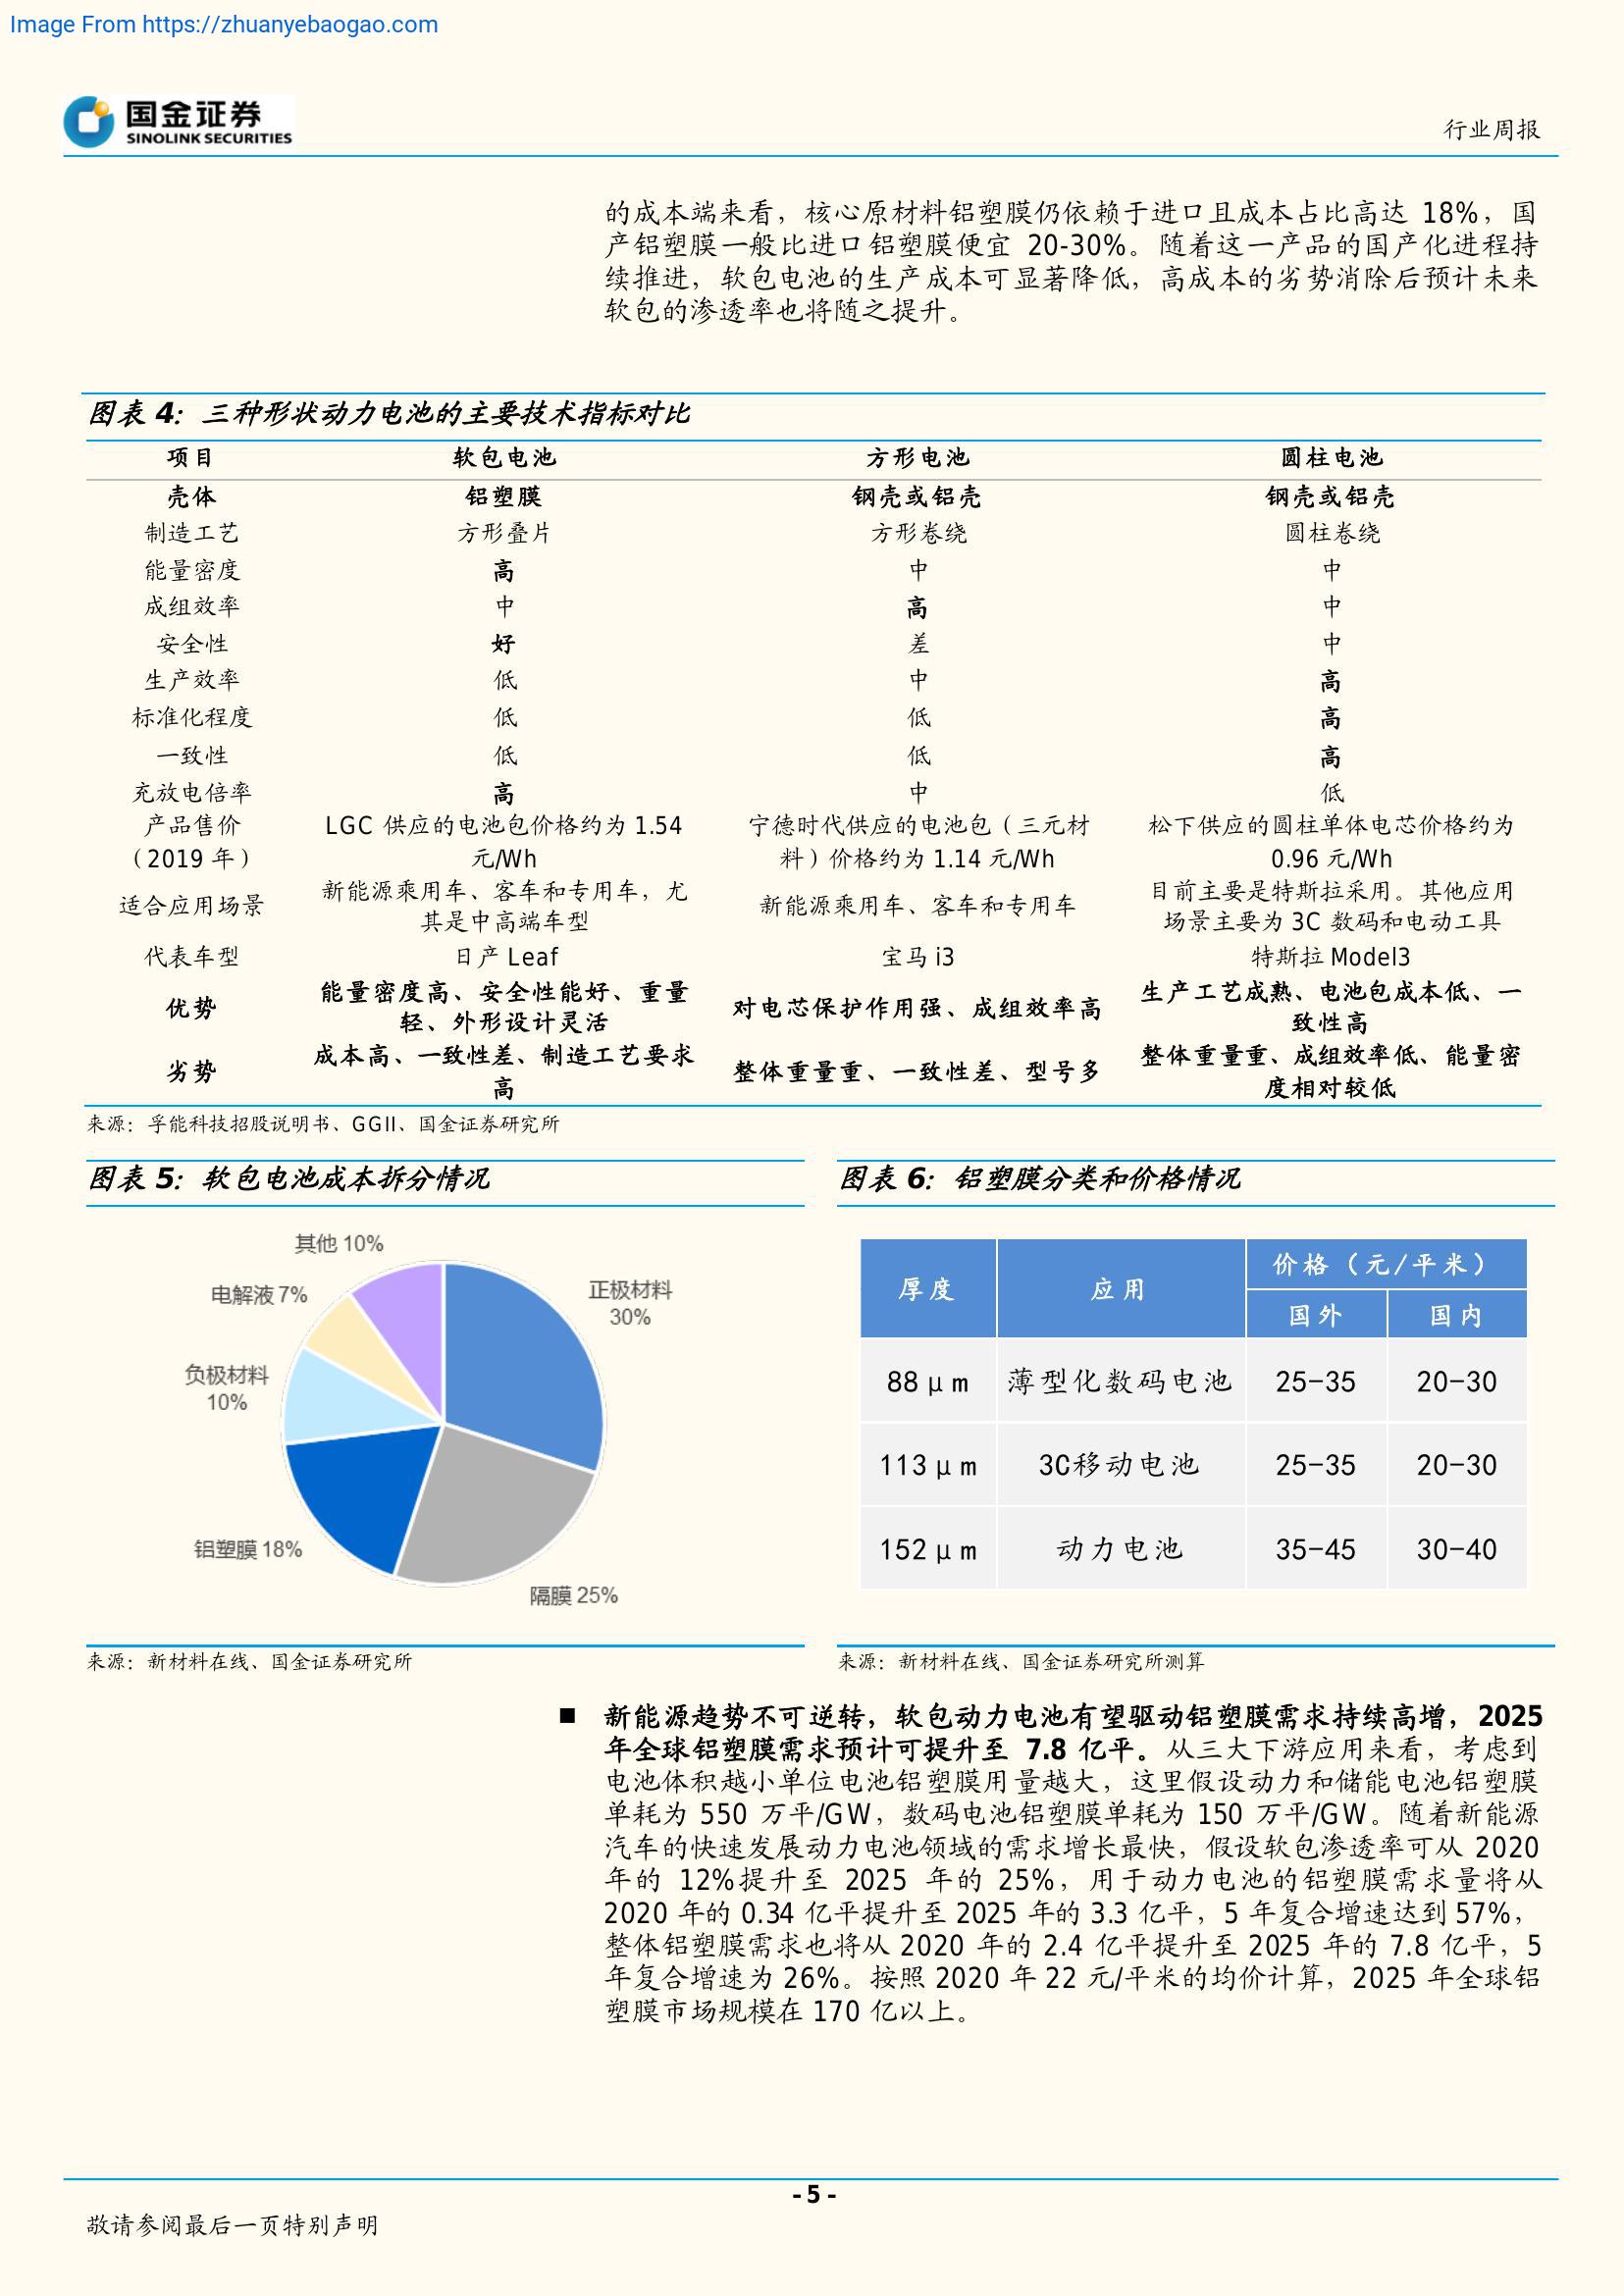 Image From https://zhuanyebaogao.com
国金证券
SINOLINK SECURITIES
行业周报
的成本端来看，核心原材料铝塑膜仍依赖于进口且成本占比高达 18%，国
产铝塑膜一般比进口铝塑膜便宜 20-30%。随着这一产品的国产化进程持
续推进，软包电池的生产成本可显著降低，高成本的劣势消除后预计未来
软包的渗透率也将随之提升。
图表 4：三种形状动力电池的主要技术指标对比
项目 软包电池 方形电池 圆柱电池
壳体 铝塑膜 钢壳或铝壳 钢壳或铝壳
制造工艺 方形叠片 方形卷绕 圆柱卷绕
能量密度 高 中 中
成组效率 中 高 中
安全性 好 差 中
生产效率 低 中 高
标准化程度 低 低 高
一致性 低 低 高
充放电倍率 高 中 低
产品售价 LGC 供应的电池包价格约为 1.54 宁德时代供应的电池包（三元材 松下供应的圆柱单体电芯价格约为
（2019 年） 元/Wh 料）价格约为 1.14 元/Wh 0.96 元/Wh
适合应用场景 新能源乘用车、客车和专用车，尤 新能源乘用车、客车和专用车 目前主要是特斯拉采用。其他应用
其是中高端车型 场景主要为 3C 数码和电动工具
代表车型 日产 Leaf 宝马 i3 特斯拉 Model3
优势 能量密度高、安全性能好、重量 对电芯保护作用强、成组效率高 生产工艺成熟、电池包成本低、一
轻、外形设计灵活 致性高
劣势 成本高、一致性差、制造工艺要求 整体重量重、一致性差、型号多 整体重量重、成组效率低、能量密
高 度相对较低
来源：孚能科技招股说明书、GGII、国金证券研究所
图表 5：软包电池成本拆分情况
其他 10%
电解液 7%
正极材料
30%
负极材料
10%
铝塑膜 18%
隔膜 25%
来源：新材料在线、国金证券研究所
图表 6：铝塑膜分类和价格情况
厚度 应用 价格（元/平米）
国外 国内
88μm 薄型化数码电池 25-35 20-30
113μm 3C移动电池 25-35 20-30
152μm 动力电池 35-45 30-40
来源：新材料在线、国金证券研究所测算
■ 新能源趋势不可逆转，软包动力电池有望驱动铝塑膜需求持续高增，2025
年全球铝塑膜需求预计可提升至 7.8 亿平。从三大下游应用来看，考虑到
电池体积越小单位电池铝塑膜用量越大，这里假设动力和储能电池铝塑膜
单耗为 550 万平/GW，数码电池铝塑膜单耗为 150 万平/GW。随着新能源
汽车的快速发展动力电池领域的需求增长最快，假设软包渗透率可从 2020
年的 12%提升至 2025 年的 25%，用于动力电池的铝塑膜需求量将从
2020 年的 0.34 亿平提升至 2025 年的 3.3 亿平，5 年复合增速达到 57%，
整体铝塑膜需求也将从 2020 年的 2.4 亿平提升至 2025 年的 7.8 亿平，5
年复合增速为 26%。按照 2020 年 22 元/平米的均价计算，2025 年全球铝
塑膜市场规模在 170 亿以上。
- 5 -
敬请参阅最后一页特别声明